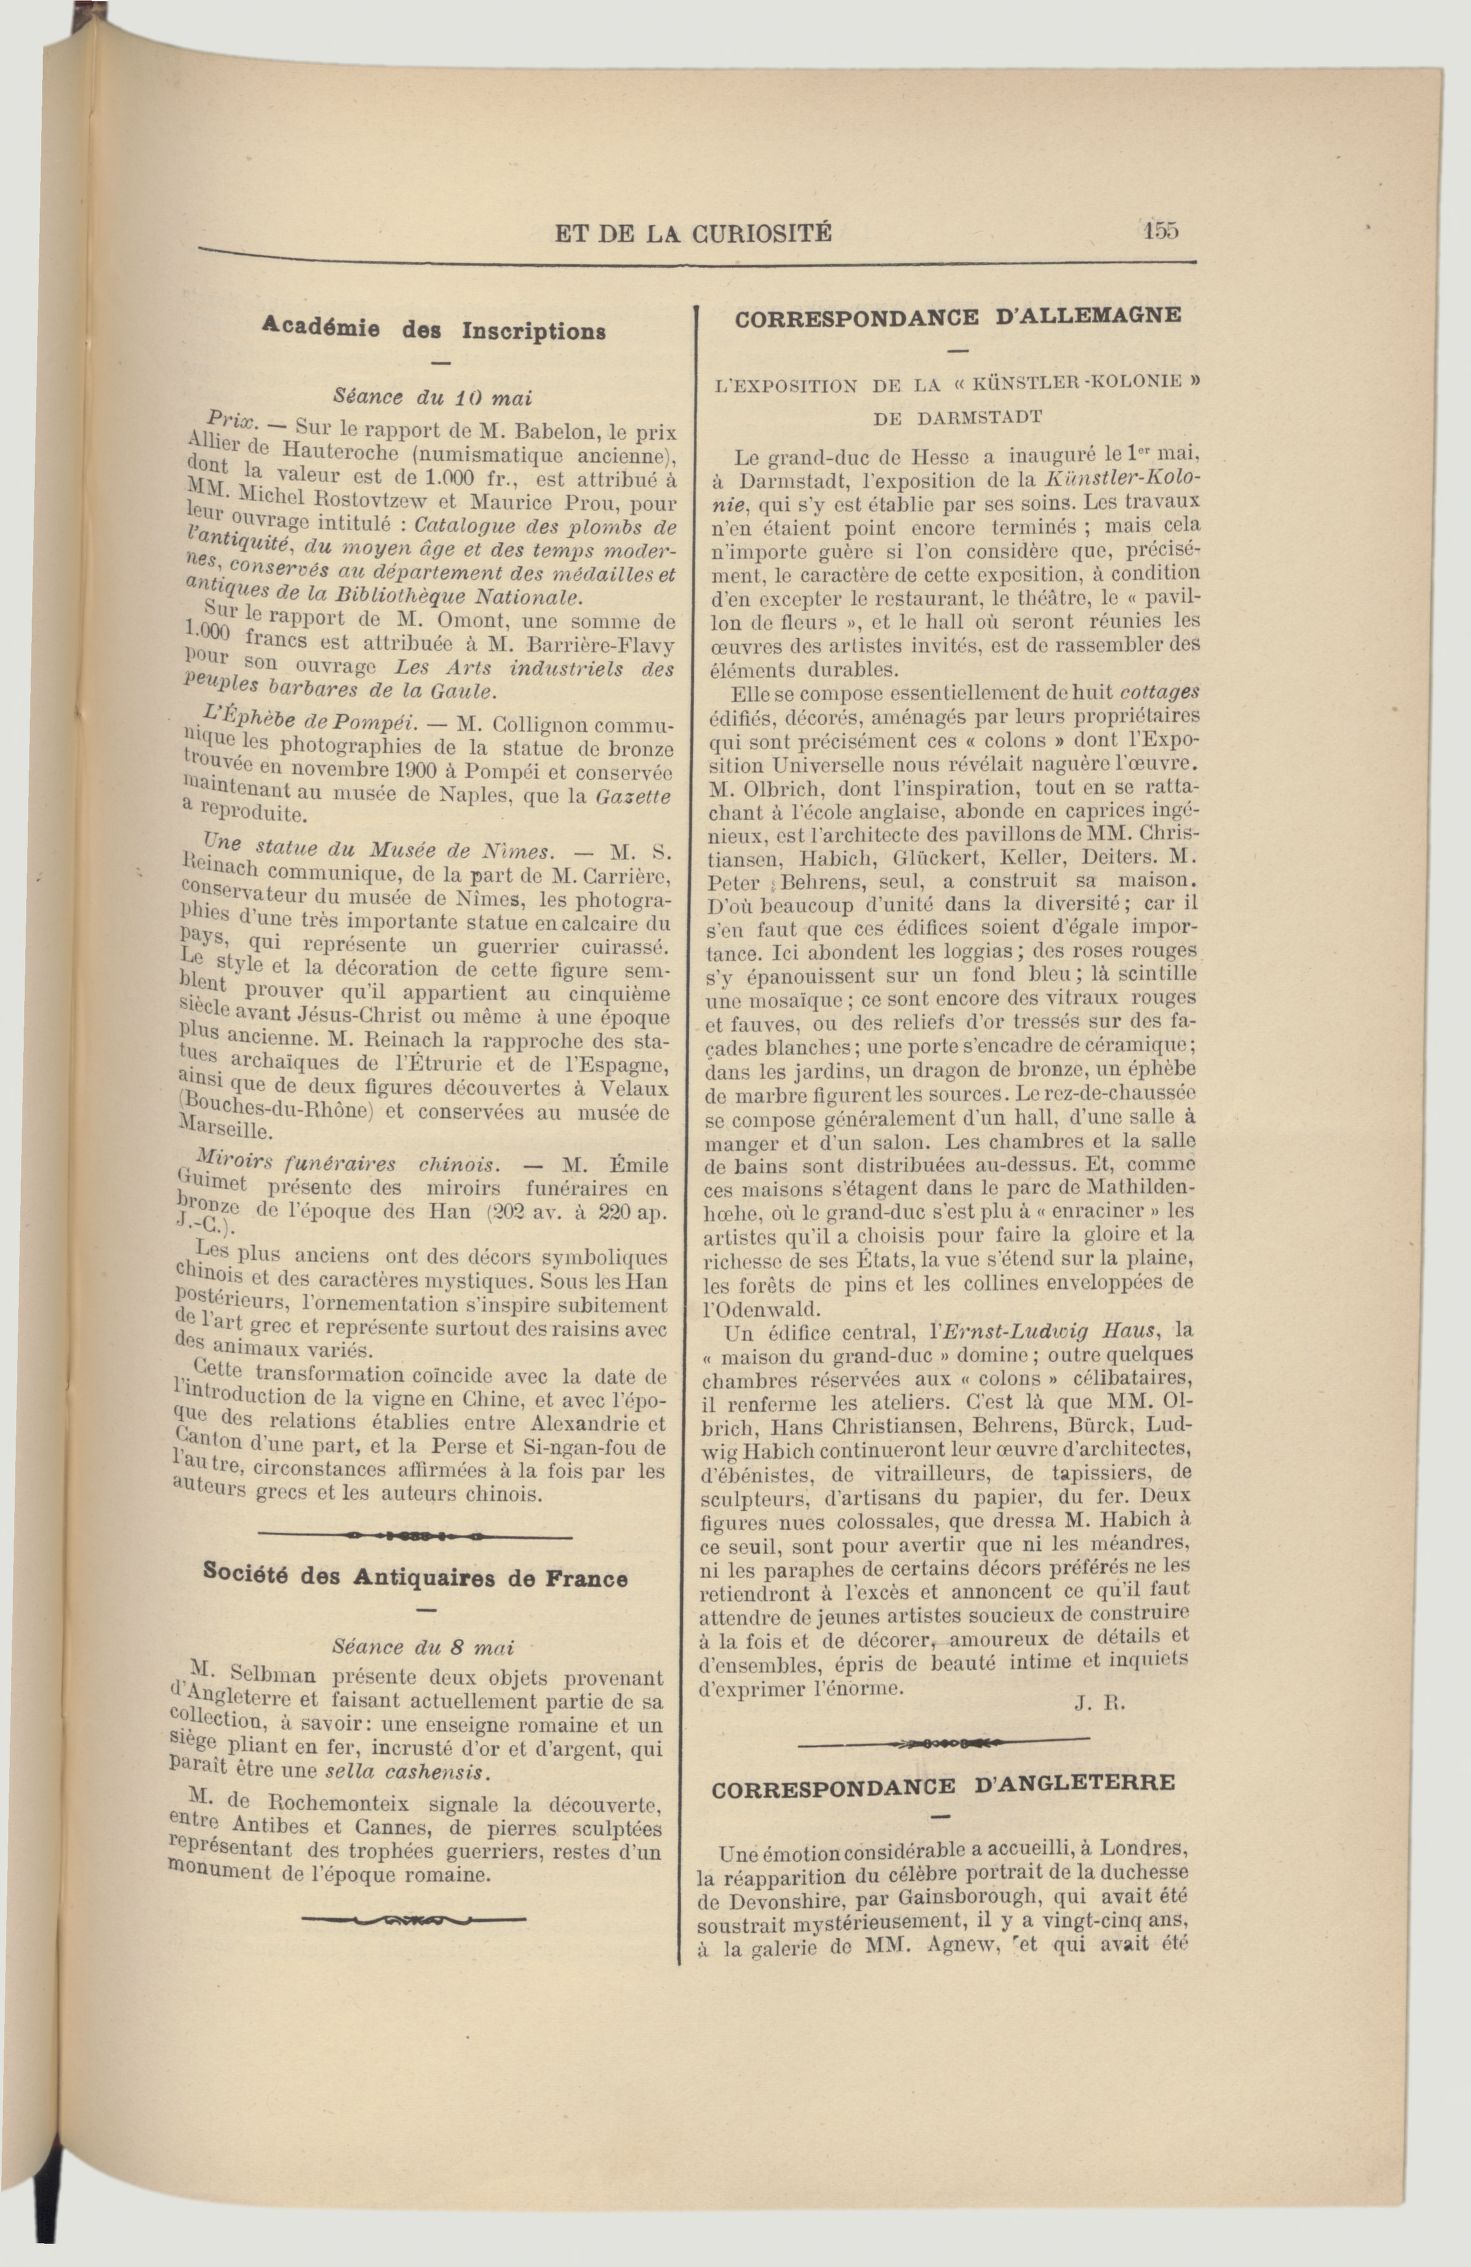 ET DE LA CURIOSITÉ
155
Académie des Inscriptions
Séance du 10 mai
Prix. — Sur le rapport de M. Babelon, le prix
Allier de Hauteroche (numismatique ancienne),
dont la valeur est de 1.000 fr., est attribué à
MM. Michel Rostovtzew et Maurice Prou, pour
leur ouvrage intitulé : Catalogue des plombs de
l'antiquité, du moyen âge et des temps moder-
nes, conservés au département des médailles et
antiques de la Bibliothèque Nationale.
Sur le rapport de M. Omont, une somme de
1.000 francs est attribuée à M. Barrière-Flavy
pour son ouvrage Les Arts industriels des
peuples barbares de la Gaule.
L'Éphèbe de Pompéi. — M. Collignon commu-
nique les photographies de la statue de bronze
trouvée en novembre 1900 à Pompéi et conservée
maintenant au musée de Naples, que la Gazette
a reproduite.
Une statue du Musée de Nîmes. — M. S.
Reinach communique, de la part de M. Carrière,
conservateur du musée de Nîmes, les photogra-
phies d'une très importante statue en calcaire du
pays, qui représente un guerrier cuirassé.
Le style et la décoration de cette figure sem-
blent prouver qu'il appartient au cinquième
siècle avant Jésus-Christ ou même à une époque
plus ancienne. M. Reinach la rapproche des sta-
tues archaïques de l'Étrurie et de l'Espagne,
ainsi que de deux figures découvertes à Velaux
(Bouches-du-Rhône) et conservées au musée de
Marseille.
Miroirs funéraires chinois. — M. Émile
Guimet présente des miroirs funéraires en
bronze de l'époque des Han (202 av. à 220 ap.
J.-C.).
Les plus anciens ont des décors symboliques
chinois et des caractères mystiques. Sous les Han
postérieurs, l'ornementation s'inspire subitement
de l'art grec et représente surtout des raisins avec
des animaux variés.
Cette transformation coïncide avec la date de
l'introduction de la vigne en Chine, et avec l'épo-
que des relations établies entre Alexandrie et
Canton d'une part, et la Perse et Si-ngan-fou de
l'autre, circonstances affirmées à la fois par les
auteurs grecs et les auteurs chinois.
Société des Antiquaires de France
Séance du 8 mai
M. Selbman présente deux objets provenant
d'Angleterre et faisant actuellement partie de sa
collection, à savoir: une enseigne romaine et un
siège pliant en fer, incrusté d'or et d'argent, qui
paraît être une sella cashensis.
M. de Rochemonteix signale la découverte,
entre Antibes et Cannes, de pierres sculptées
représentant des trophées guerriers, restes d'un
monument de l'époque romaine.
CORRESPONDANCE D'ALLEMAGNE
L'EXPOSITION DE LA « KÜNSTLER-KOLONIE »
DE DARMSTADT
Le grand-duc de Hesse a inauguré le 1er mai,
à Darmstadt, l'exposition de la Künstler-Kolo-
nie, qui s'y est établie par ses soins. Les travaux
n'en étaient point encore terminés ; mais cela
n'importe guère si l'on considère que, précisé-
ment, le caractère de cette exposition, à condition
d'en excepter le restaurant, le théâtre, le « pavil-
lon de fleurs », et le hall où seront réunies les
œuvres des artistes invités, est de rassembler des
éléments durables.
Elle se compose essentiellement de huit cottages
édifiés, décorés, aménagés par leurs propriétaires
qui sont précisément ces « colons » dont l'Expo-
sition Universelle nous révélait naguère l'œuvre.
M. Olbrich, dont l'inspiration, tout en se ratta-
chant à l'école anglaise, abonde en caprices ingé-
nieux, est l'architecte des pavillons de MM. Chris-
tiansen, Habich, Glückert, Keller, Deiters. M.
Peter Behrens, seul, a construit sa maison.
D'où beaucoup d'unité dans la diversité ; car il
s'en faut que ces édifices soient d'égale impor-
tance. Ici abondent les loggias ; des roses rouges
s'y épanouissent sur un fond bleu ; là scintille
une mosaïque ; ce sont encore des vitraux rouges
et fauves, ou des reliefs d'or tressés sur des fa-
çades blanches ; une porte s'encadre de céramique ;
dans les jardins, un dragon de bronze, un éphèbe
de marbre figurent les sources. Le rez-de-chaussée
se compose généralement d'un hall, d'une salle à
manger et d'un salon. Les chambres et la salle
de bains sont distribuées au-dessus. Et, comme
ces maisons s'étagent dans le parc de Mathilden-
hœhe, où le grand-duc s'est plu à « enraciner » les
artistes qu'il a choisis pour faire la gloire et la
richesse de ses États, la vue s'étend sur la plaine,
les forêts de pins et les collines enveloppées de
l'Odenwald.
Un édifice central, l'Ernst-Ludwig Haus, la
« maison du grand-duc » domine ; outre quelques
chambres réservées aux « colons » célibataires,
il renferme les ateliers. C'est là que MM. Ol-
brich, Hans Christiansen, Behrens, Bürck, Lud-
wig Habich continueront leur œuvre d'architectes,
d'ébénistes, de vitrailleurs, de tapissiers, de
sculpteurs, d'artisans du papier, du fer. Deux
figures nues colossales, que dressa M. Habich à
ce seuil, sont pour avertir que ni les méandres,
ni les paraphes de certains décors préférés ne les
retiendront à l'excès et annoncent ce qu'il faut
attendre de jeunes artistes soucieux de construire
à la fois et de décorer, amoureux de détails et
d'ensembles, épris de beauté intime et inquiets
d'exprimer l'énorme.
J. R.
CORRESPONDANCE D'ANGLETERRE
Une émotion considérable a accueilli, à Londres,
la réapparition du célèbre portrait de la duchesse
de Devonshire, par Gainsborough, qui avait été
soustrait mystérieusement, il y a vingt-cinq ans,
à la galerie de MM. Agnew, et qui avait été